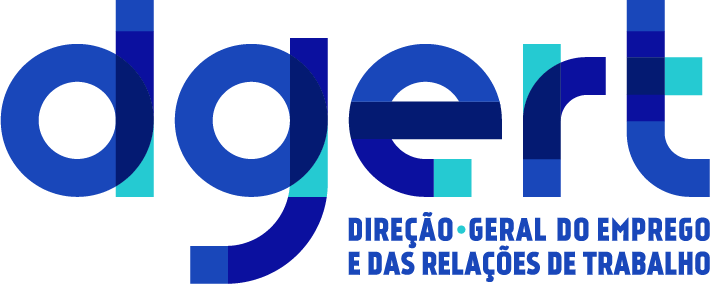 dgert
DIREÇÃO·GERAL DO EMPREGO
E DAS RELAÇÕES DE TRABALHO